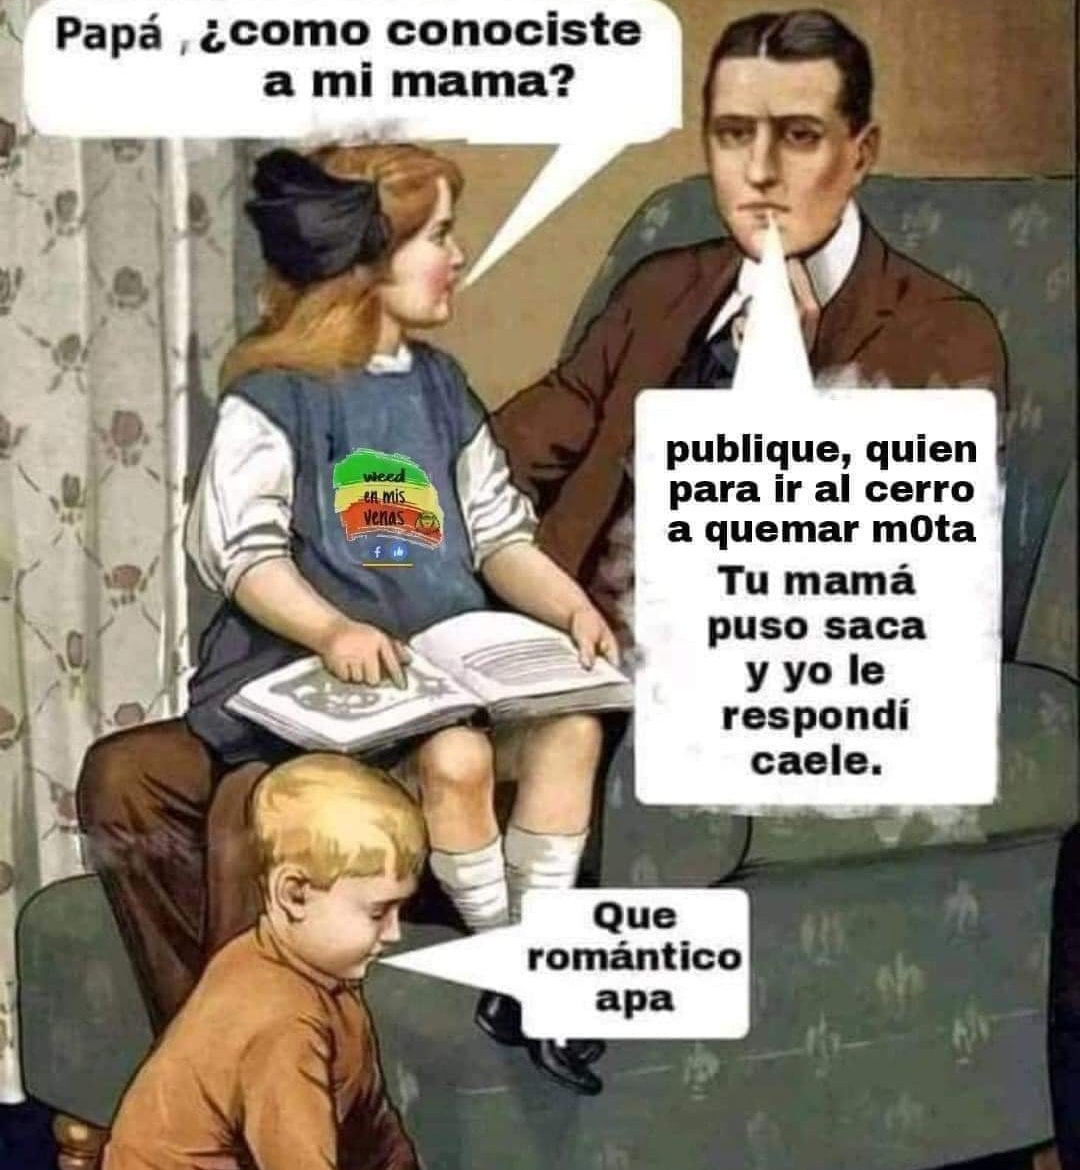 Papá , ¿como conociste
a mi mama?
weed
en mis
venas
f
publique, quien
para ir al cerro
a quemar m0ta
Tu mamá
puso saca
y yo le
respondí
caele.
Que
romántico
apa